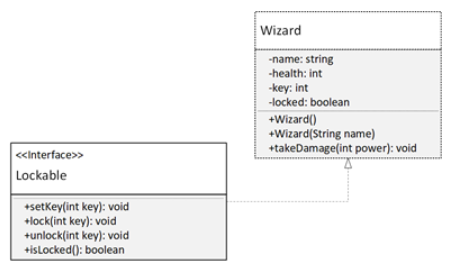 Wizard
-name: string
-health: int
-key: int
-locked: boolean
+Wizard()
+Wizard(String name)
+takeDamage(int power): void
<<Interface>>
Lockable
+setKey(int key): void
+lock(int key): void
+unlock(int key): void
+isLocked(): boolean